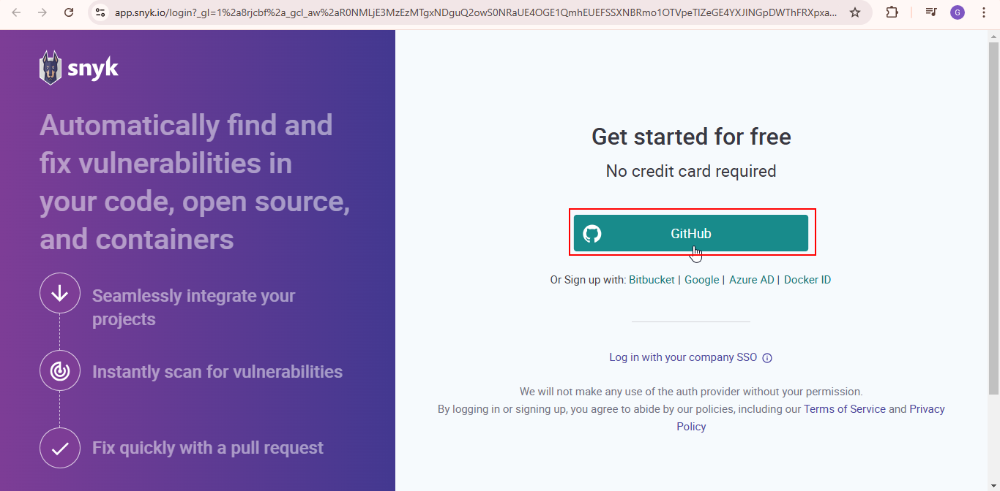 app.snyk.io/login?_gl=1%2a8rjcbf%2a_gcl_aw%2aR0NMLjE3MzEzMTgxNDguQ2owS0NRaUE4OGE1QmhEUEFSSXNBRmo1OTVpeTlZeGE4YXJINGpDWThFRXpxa...
G
snyk
Automatically find and
fix vulnerabilities in
your code, open source,
and containers
Seamlessly integrate your
projects
Instantly scan for vulnerabilities
Fix quickly with a pull request
Get started for free
No credit card required
GitHub
Or Sign up with: Bitbucket | Google | Azure AD | Docker ID
Log in with your company SSO
We will not make any use of the auth provider without your permission.
By logging in or signing up, you agree to abide by our policies, including our Terms of Service and Privacy
Policy